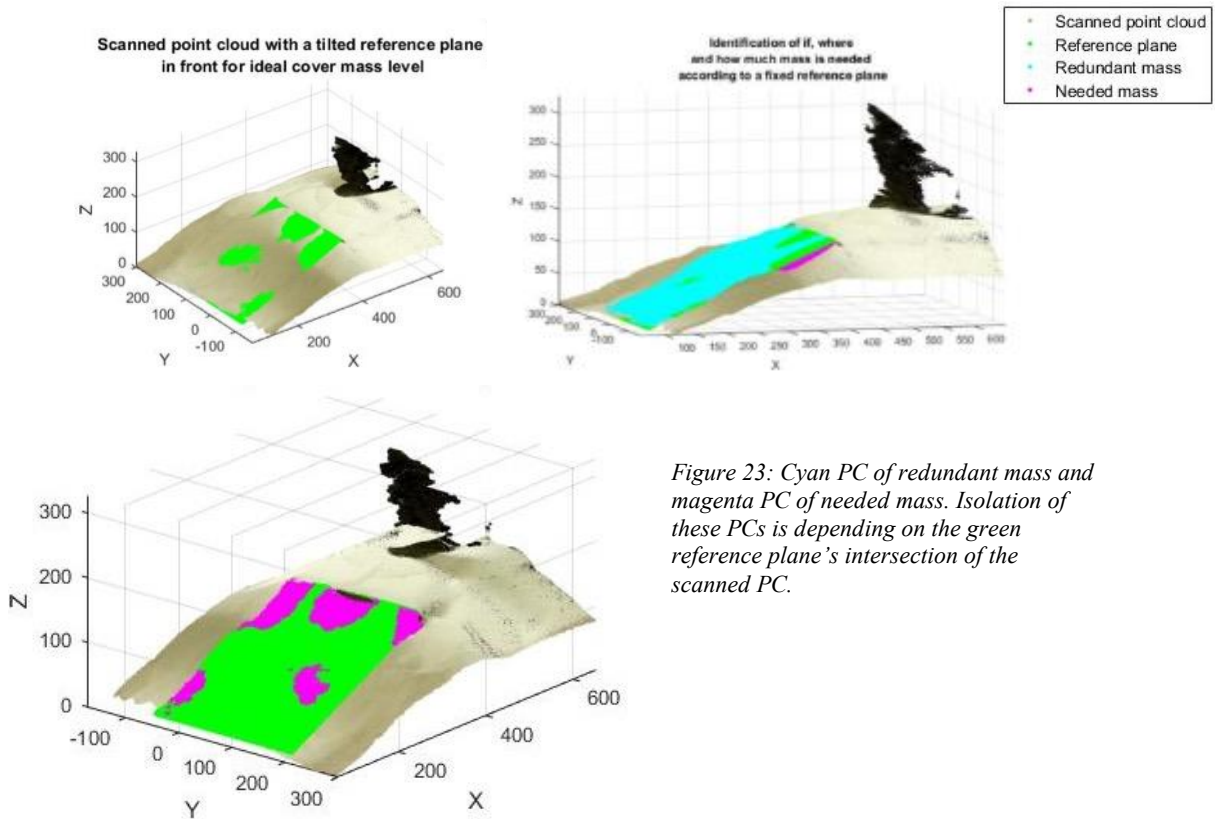 Scanned point cloud with a tilted reference plane
in front for ideal cover mass level
300
200
100
0
Z
300
200
100
0
-100
Y
200
400
600
X
Identification of if, where
and how much mass is needed
according to a fixed reference plane
300
250
200
150
100
50
0
Z
300
200
100
0
-100
Y
100 150 200 250 300 350 400 450 500 550 600
X
Scanned point cloud
Reference plane
Redundant mass
Needed mass
300
200
100
0
Z
-100
0
100
200
300
Y
200
400
600
X
Figure 23: Cyan PC of redundant mass and
magenta PC of needed mass. Isolation of
these PCs is depending on the green
reference plane's intersection of the
scanned PC.